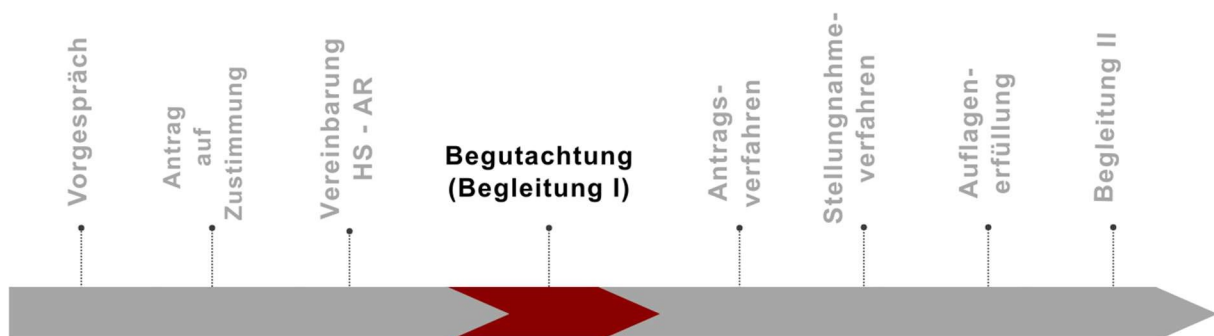 Vorgespräch
Antrag
auf
Zustimmung
Vereinbarung
HS - AR
Begutachtung
(Begleitung I)
Antrags-
verfahren
Stellungnahme-
verfahren
Auflagen-
erfüllung
Begleitung II